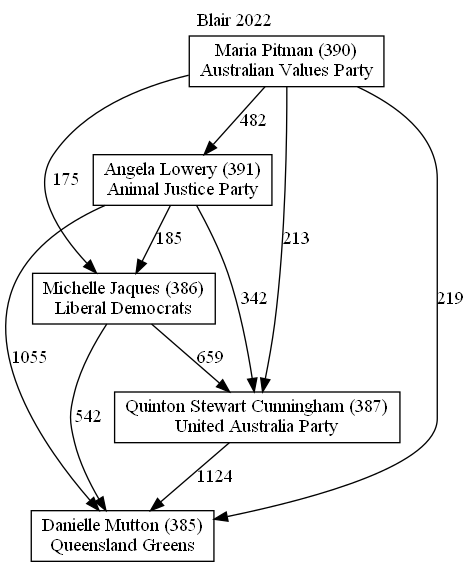 Blair 2022
Maria Pitman (390)
Australian Values Party
482
Angela Lowery (391)
Animal Justice Party
175
185
213
Michelle Jaques (386)
Liberal Democrats
342
219
1055
659
Quinton Stewart Cunningham (387)
United Australia Party
542
1124
Danielle Mutton (385)
Queensland Greens